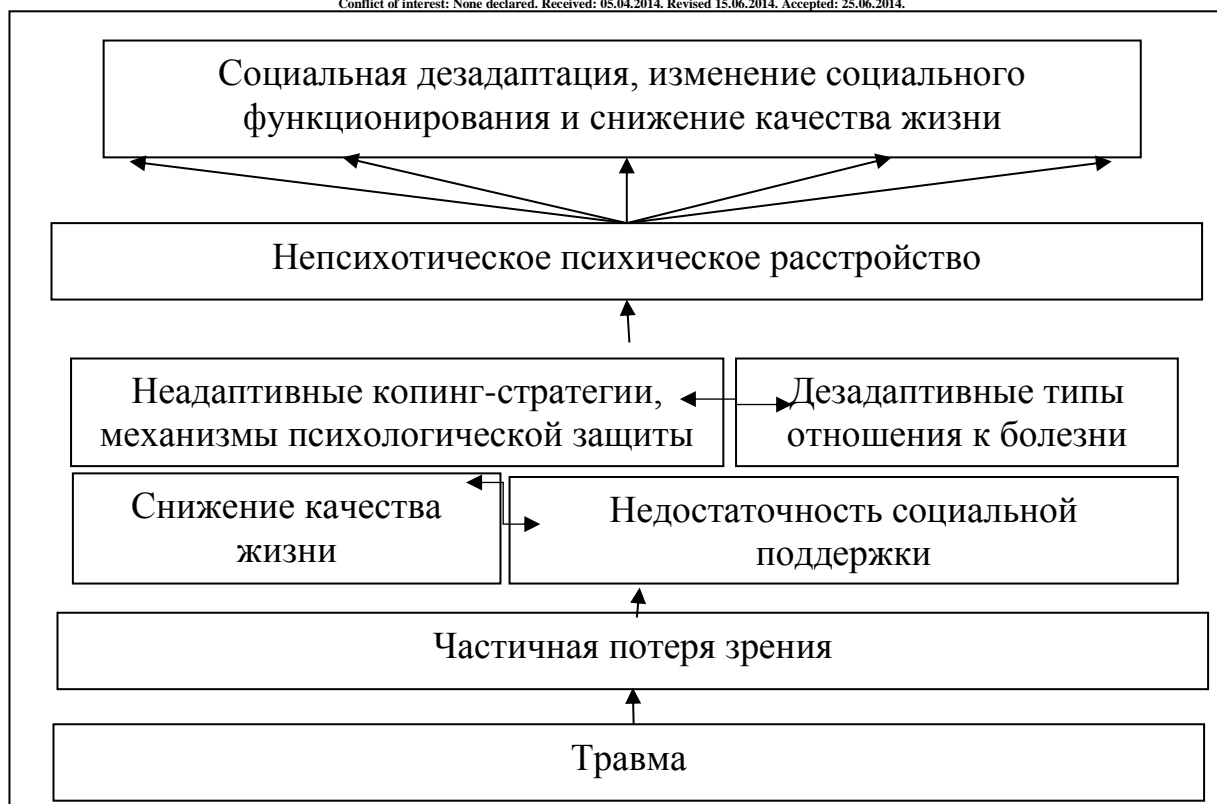 Conflict of interest: None declared. Received: 05.04.2014. Revised 15.06.2014. Accepted: 25.06.2014.
Социальная дезадаптация, изменение социального
функционирования и снижение качества жизни
Непсихотическое психическое расстройство
Неадаптивные копинг-стратегии,
механизмы психологической защиты
Дезадаптивные типы
отношения к болезни
Снижение качества
жизни
Недостаточность социальной
поддержки
Частичная потеря зрения
Травма